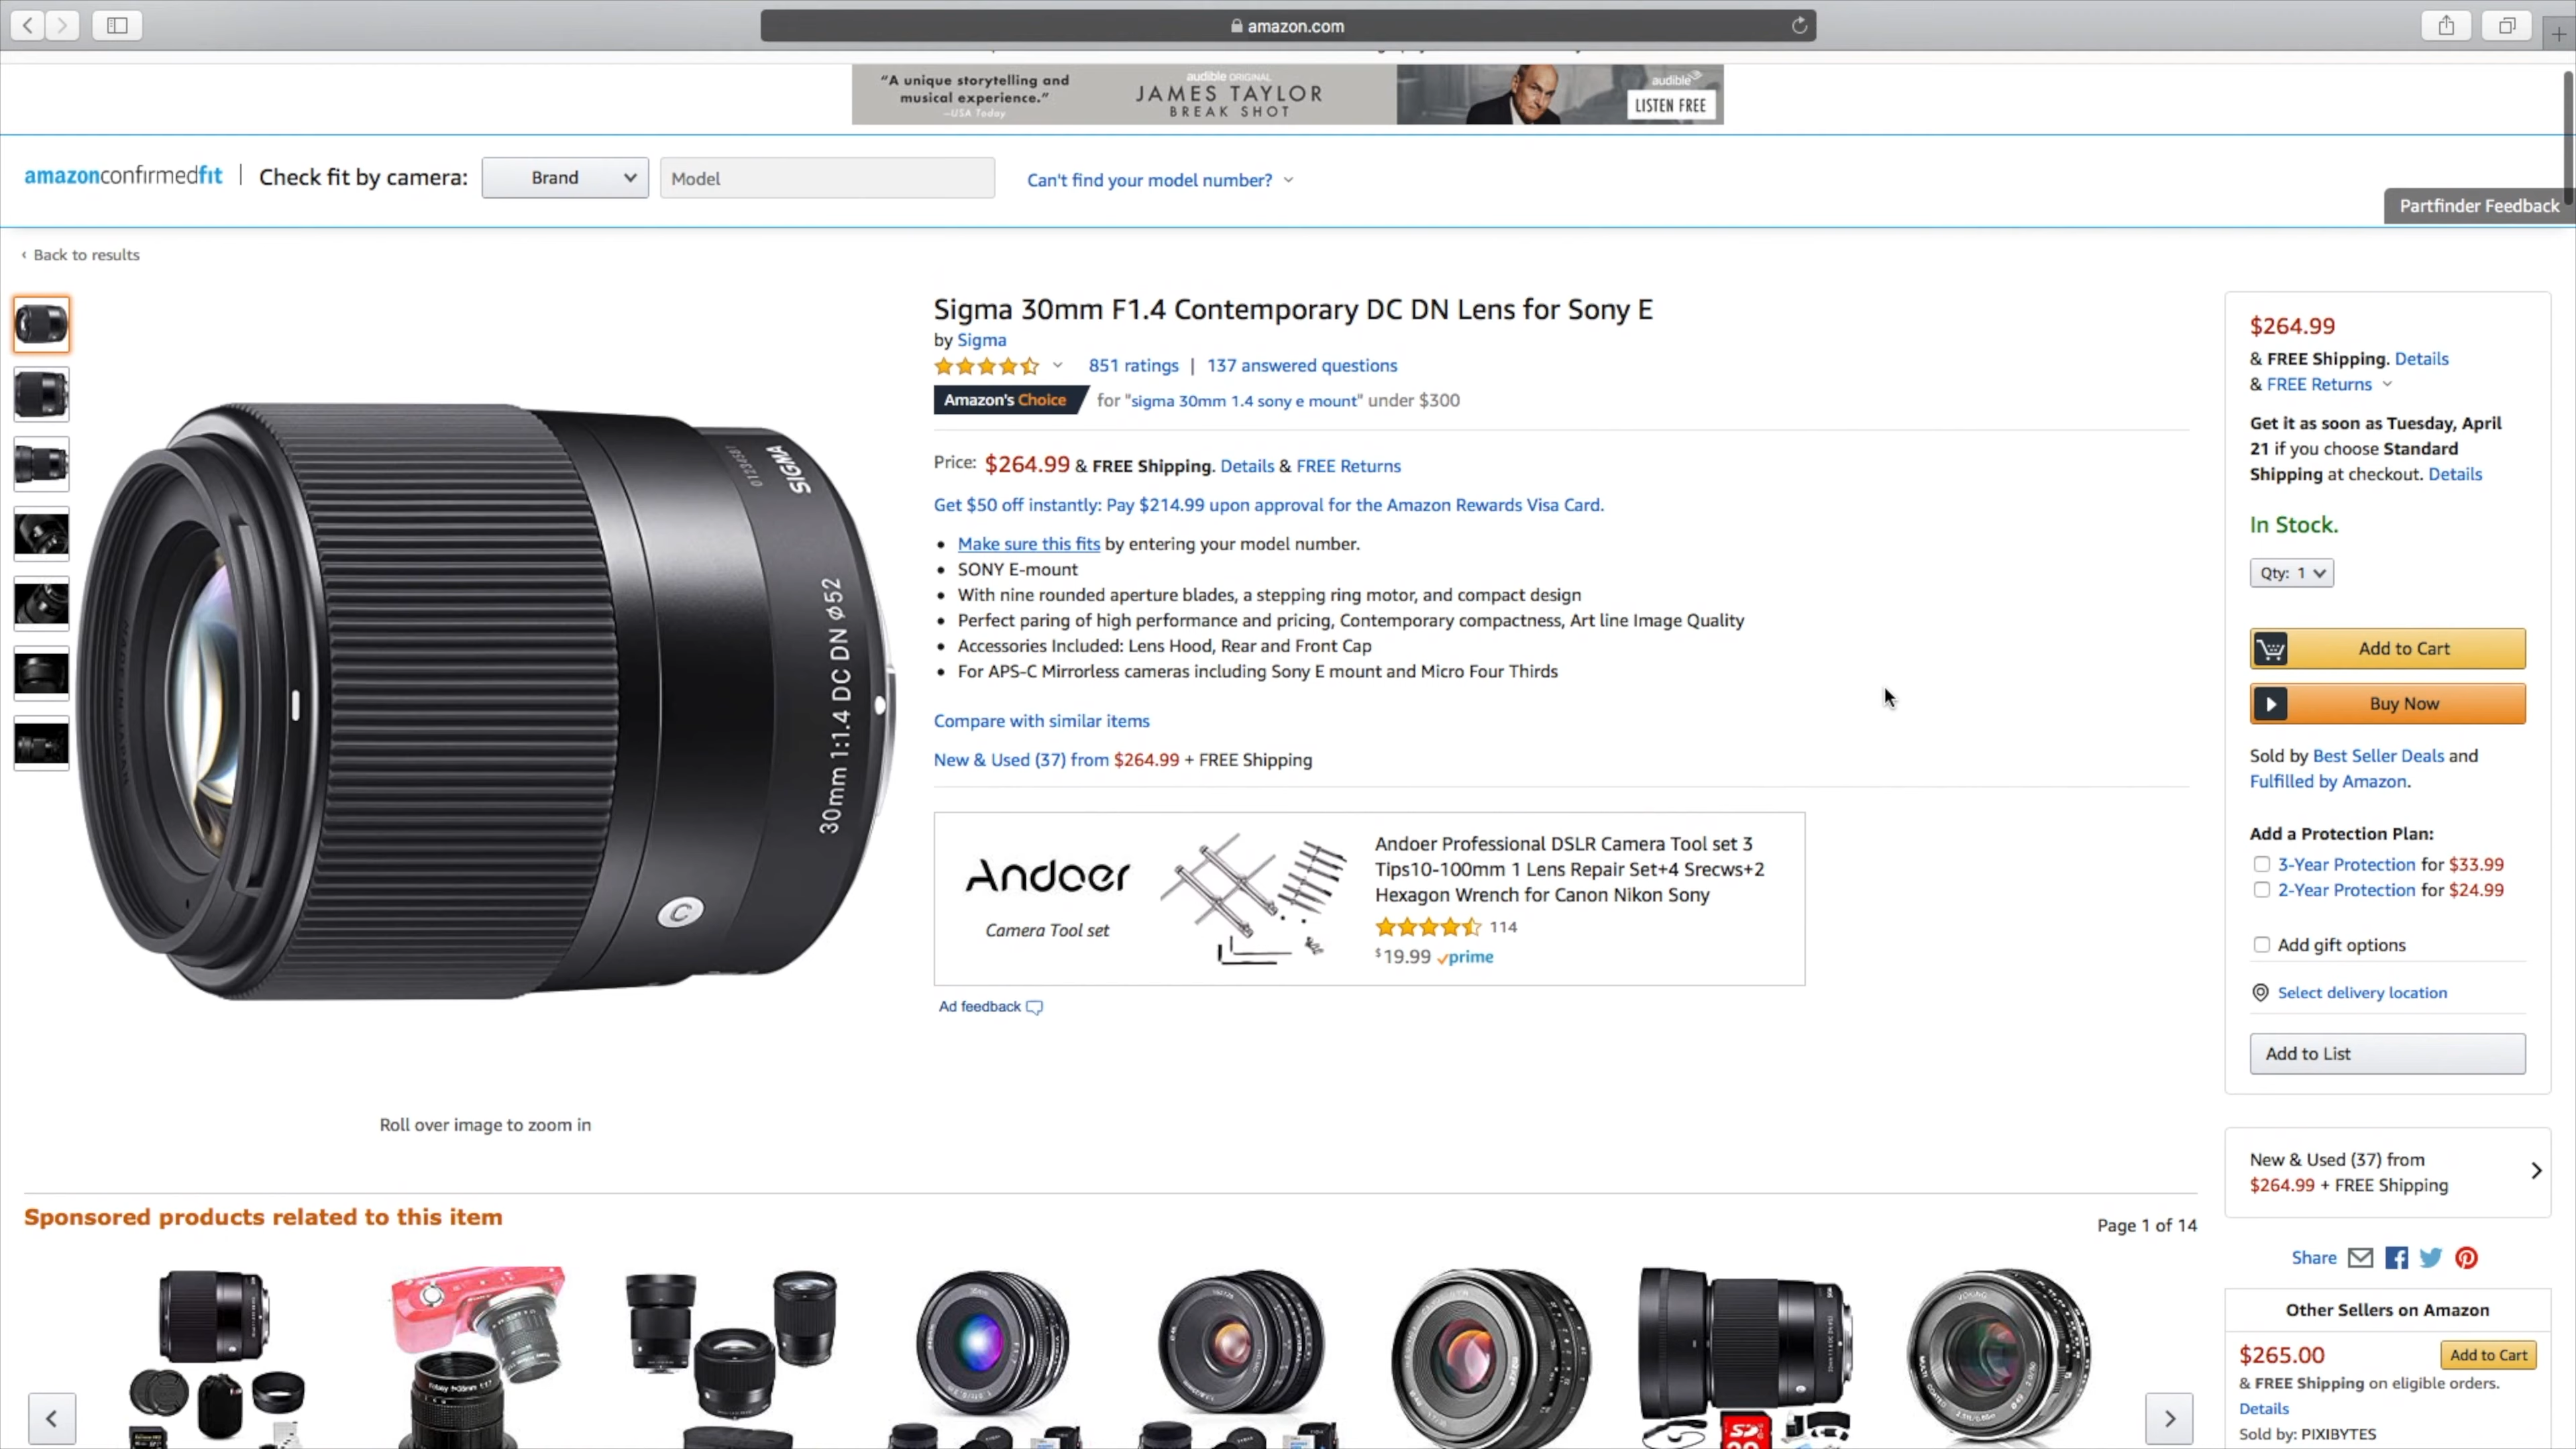 amazon.com
"A unique storytelling and
musical experience."
–USA Today
audible ORIGINAL
JAMES TAYLOR
BREAK SHOT
audible
LISTEN FREE
amazonconfirmedfit | Check fit by camera: Brand Model Can't find your model number?
Partfinder Feedback
‹ Back to results
SIGMA
30mm 1:1.4 DC DN ø52
C
Roll over image to zoom in
Sigma 30mm F1.4 Contemporary DC DN Lens for Sony E
by Sigma
851 ratings | 137 answered questions
Amazon's Choice for "sigma 30mm 1.4 sony e mount" under $300
Price: $264.99 & FREE Shipping. Details & FREE Returns
Get $50 off instantly: Pay $214.99 upon approval for the Amazon Rewards Visa Card.
• Make sure this fits by entering your model number.
• SONY E-mount
• With nine rounded aperture blades, a stepping ring motor, and compact design
• Perfect paring of high performance and pricing, Contemporary compactness, Art line Image Quality
• Accessories Included: Lens Hood, Rear and Front Cap
• For APS-C Mirrorless cameras including Sony E mount and Micro Four Thirds
Compare with similar items
New & Used (37) from $264.99 + FREE Shipping
Andoer
Camera Tool set
Andoer Professional DSLR Camera Tool set 3
Tips10-100mm 1 Lens Repair Set+4 Srecws+2
Hexagon Wrench for Canon Nikon Sony
114
$19.99 prime
Ad feedback
$264.99
& FREE Shipping. Details
& FREE Returns
Get it as soon as Tuesday, April
21 if you choose Standard
Shipping at checkout. Details
In Stock.
Qty: 1
Add to Cart
Buy Now
Sold by Best Seller Deals and
Fulfilled by Amazon.
Add a Protection Plan:
3-Year Protection for $33.99
2-Year Protection for $24.99
Add gift options
Select delivery location
Add to List
New & Used (37) from
$264.99 + FREE Shipping
Share
Other Sellers on Amazon
$265.00
Add to Cart
& FREE Shipping on eligible orders.
Details
Sold by: PIXIBYTES
Sponsored products related to this item
Page 1 of 14